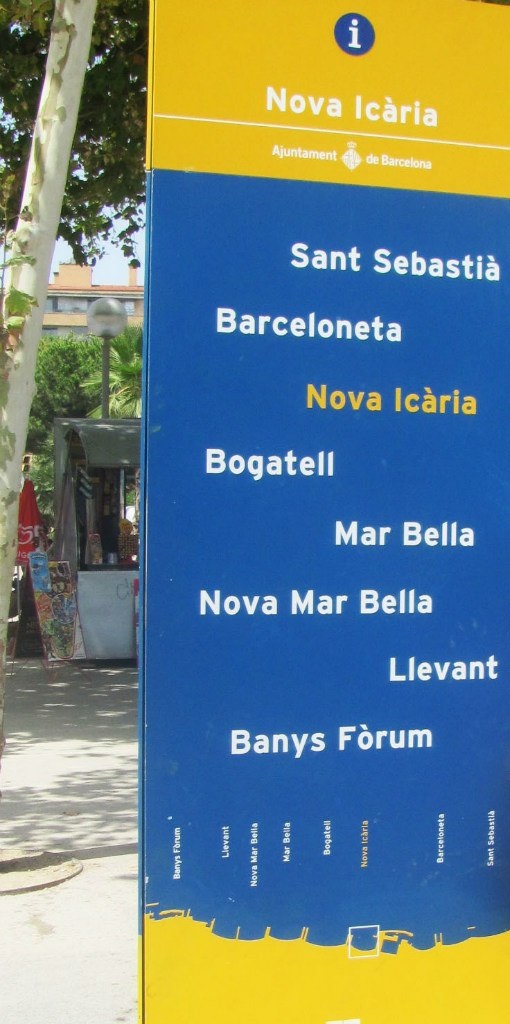 i
Nova Icària
Ajuntament de Barcelona
Sant Sebastià
Barceloneta
Nova Icària
Bogatell
Mar Bella
Nova Mar Bella
Llevant
Banys Fòrum
Banys Fòrum
Llevant
Nova Mar Bella
Mar Bella
Bogatell
Nova Icària
Barceloneta
Sant Sebastià